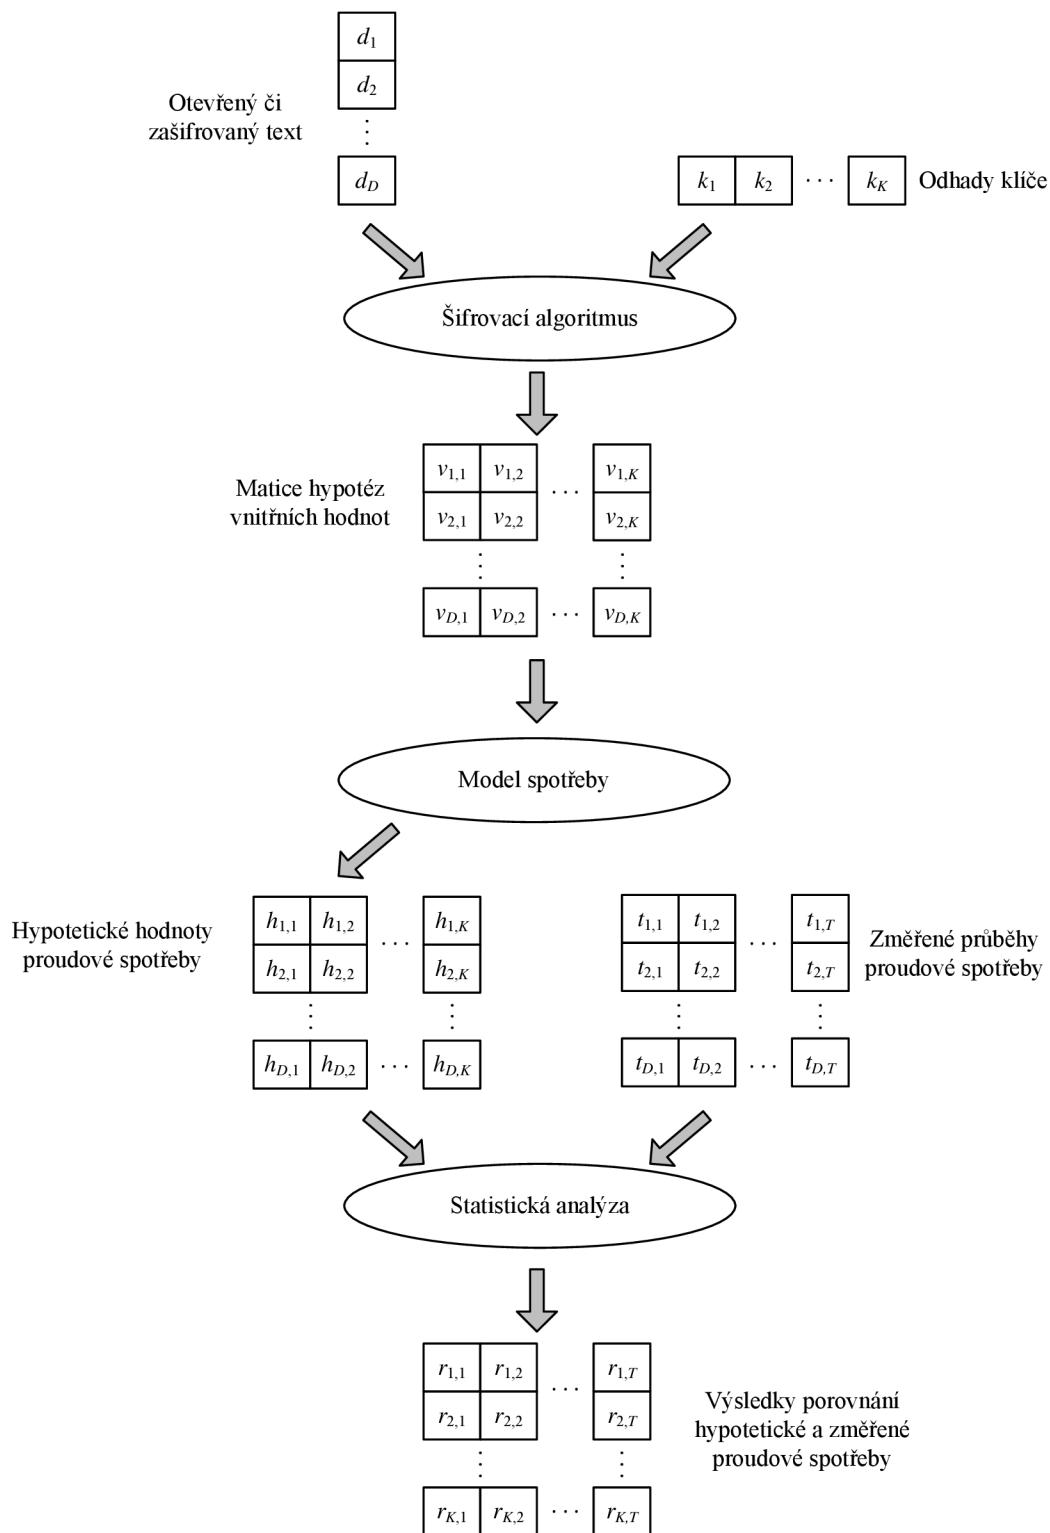 d1
d2
⋮
dD
Otevřený či
zašifrovaný text
k1 k2 ··· kK
Odhady klíče
Šifrovací algoritmus
Matice hypotéz
vnitřních hodnot
v1,1 v1,2 ··· v1,K
v2,1 v2,2 v2,K
⋮ ⋮
vD,1 vD,2 ··· vD,K
Model spotřeby
Hypotetické hodnoty
proudové spotřeby
h1,1 h1,2 ··· h1,K
h2,1 h2,2 h2,K
⋮ ⋮
hD,1 hD,2 ··· hD,K
t1,1 t1,2 ··· t1,T
t2,1 t2,2 t2,T
⋮ ⋮
tD,1 tD,2 ··· tD,T
Změřené průběhy
proudové spotřeby
Statistická analýza
r1,1 r1,2 ··· r1,T
r2,1 r2,2 r2,T
⋮ ⋮
rK,1 rK,2 ··· rK,T
Výsledky porovnání
hypotetické a změřené
proudové spotřeby